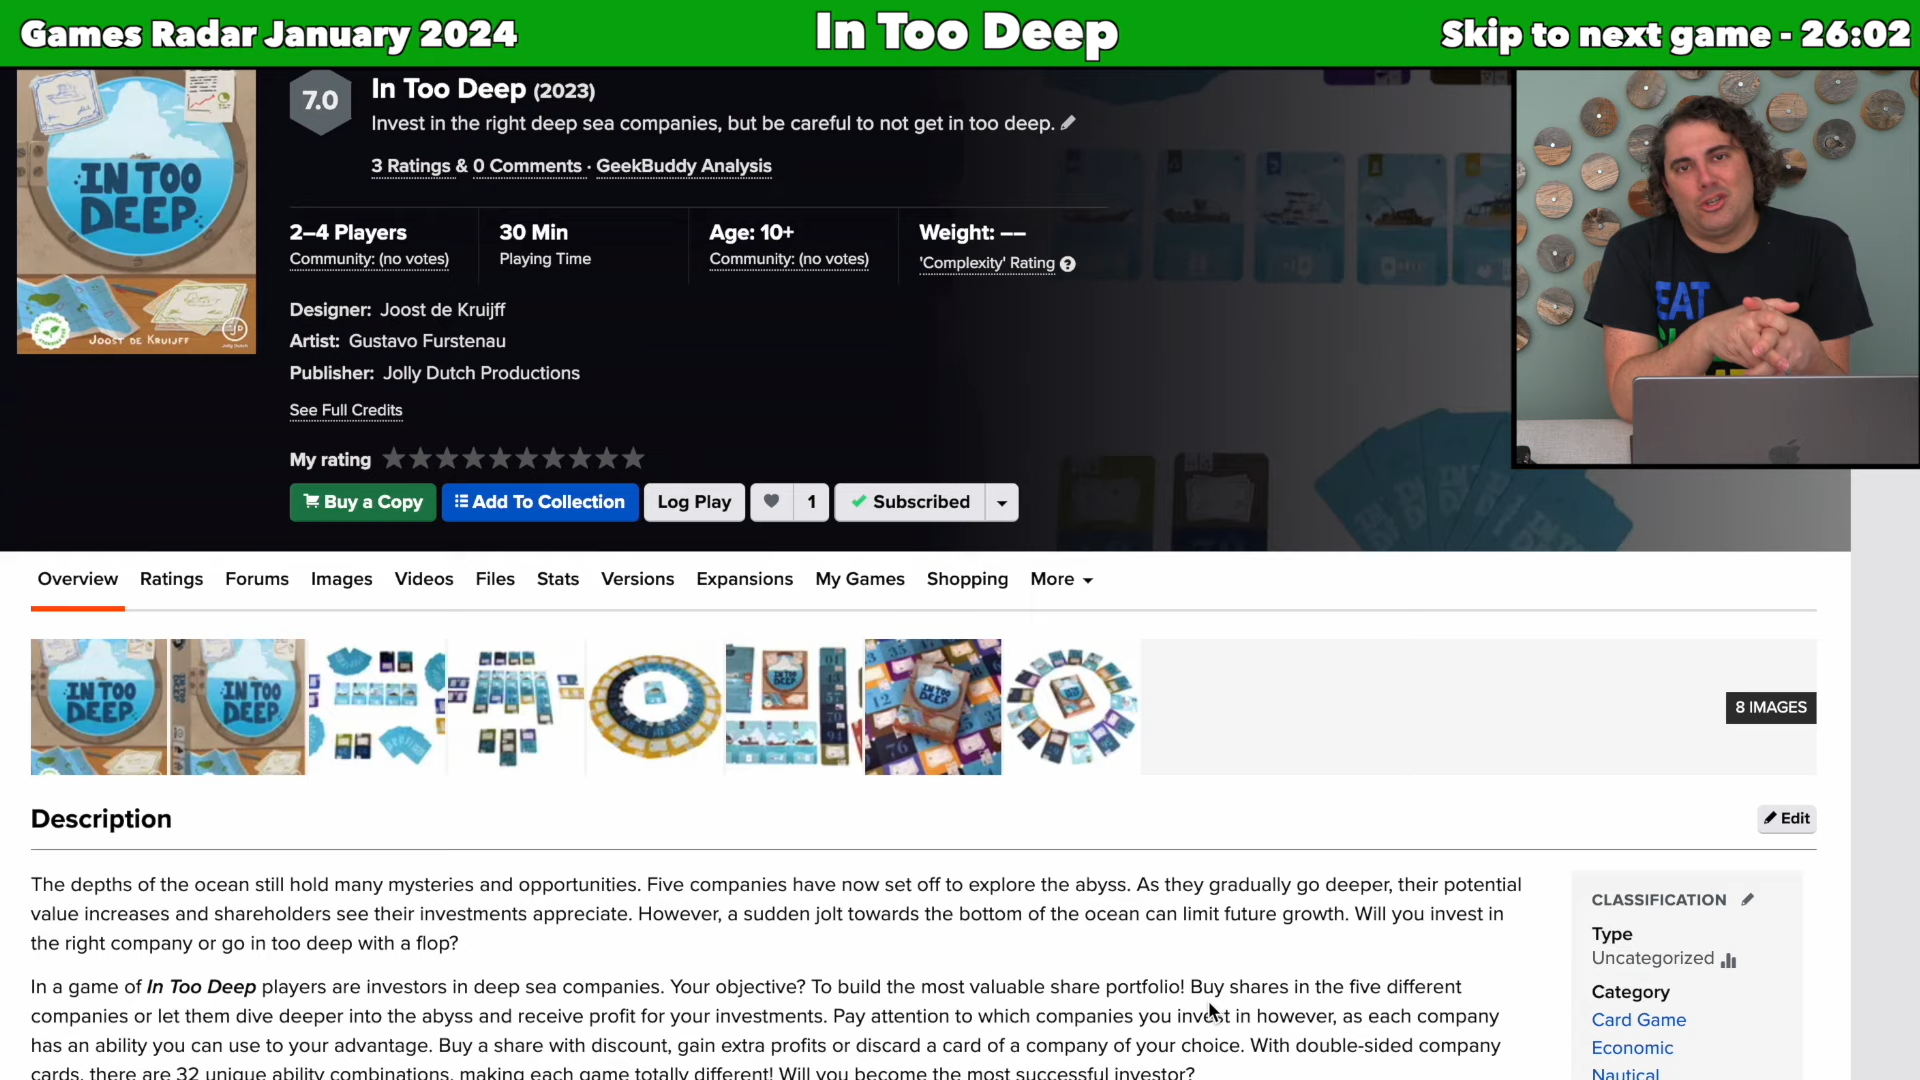 Games Radar January 2024
In Too Deep
Skip to next game - 26:02
7.0
In Too Deep (2023)
Invest in the right deep sea companies, but be careful to not get in too deep.
3 Ratings & 0 Comments · GeekBuddy Analysis
2–4 Players
Community: (no votes)
30 Min
Playing Time
Age: 10+
Community: (no votes)
Weight: --
'Complexity' Rating
IN TOO
DEEP
JOOST DE KRUIJFF
Designer: Joost de Kruijff
Artist: Gustavo Furstenau
Publisher: Jolly Dutch Productions
See Full Credits
My rating
Buy a Copy
Add To Collection
Log Play
1
Subscribed
EAT
Overview
Ratings
Forums
Images
Videos
Files
Stats
Versions
Expansions
My Games
Shopping
More
IN TOO
DEEP
IN TOO
DEEP
8 IMAGES
Description
Edit
The depths of the ocean still hold many mysteries and opportunities. Five companies have now set off to explore the abyss. As they gradually go deeper, their potential
value increases and shareholders see their investments appreciate. However, a sudden jolt towards the bottom of the ocean can limit future growth. Will you invest in
the right company or go in too deep with a flop?
In a game of In Too Deep players are investors in deep sea companies. Your objective? To build the most valuable share portfolio! Buy shares in the five different
companies or let them dive deeper into the abyss and receive profit for your investments. Pay attention to which companies you invest in however, as each company
has an ability you can use to your advantage. Buy a share with discount, gain extra profits or discard a card of a company of your choice. With double-sided company
cards, there are 32 unique ability combinations, making each game totally different! Will you become the most successful investor?
CLASSIFICATION
Type
Uncategorized
Category
Card Game
Economic
Nautical